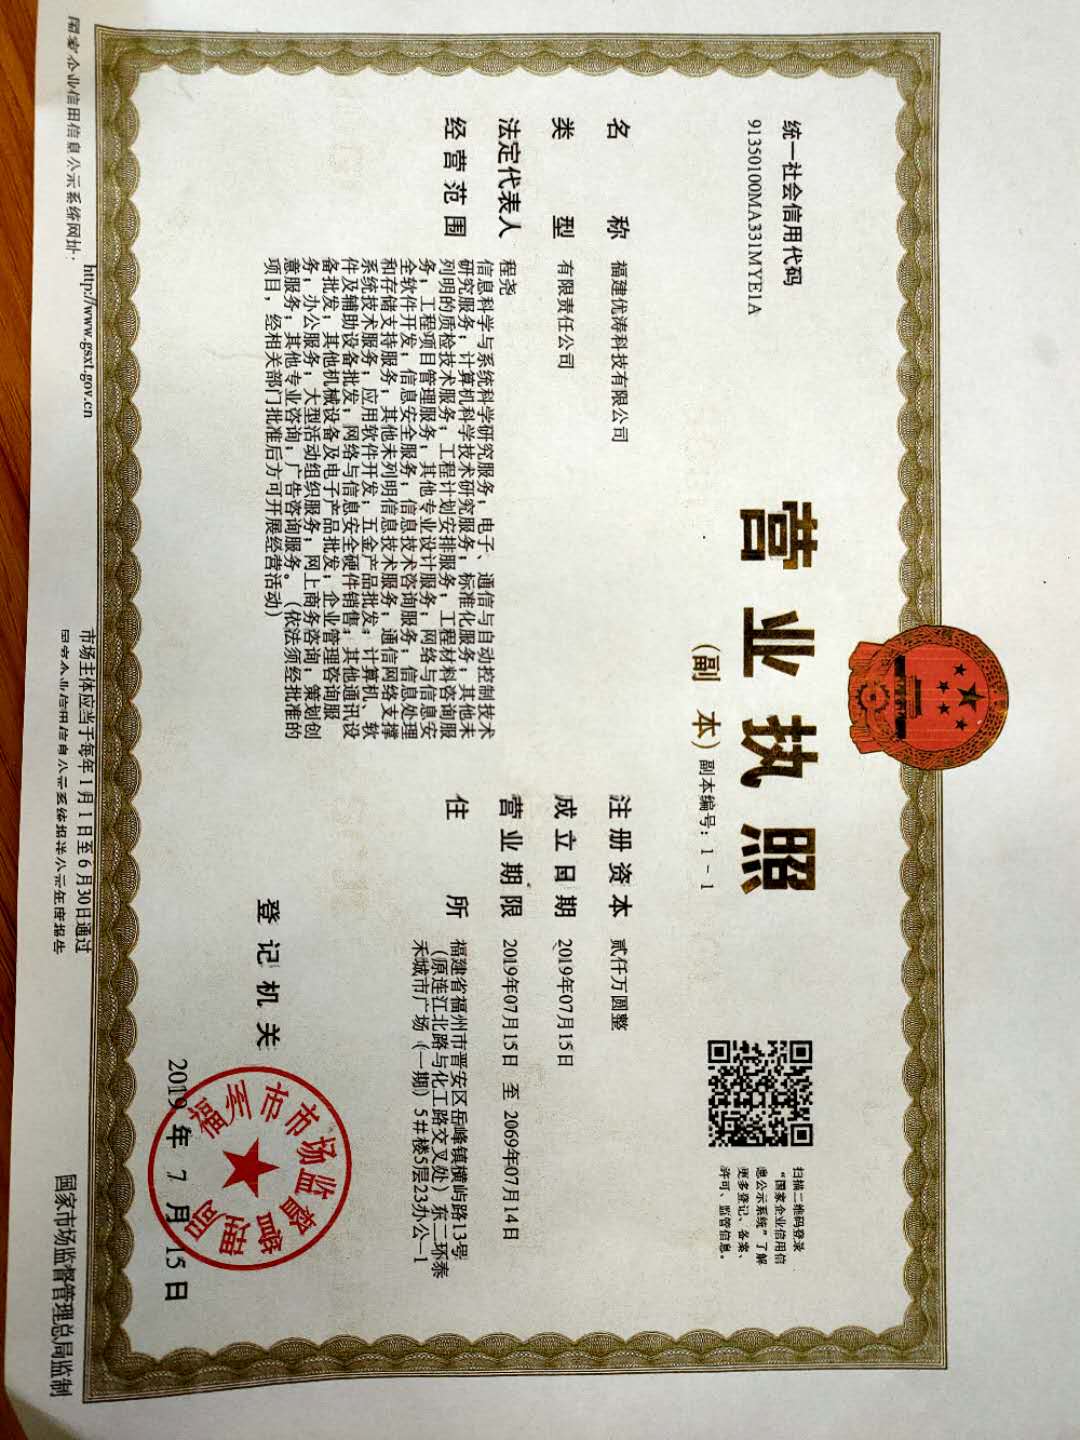 统一社会信用代码
91350100MA331MYE1A
营业执照
(副 本) 副本编号:1-1
扫描二维码登录
“国家企业信用信
息公示系统”了解
更多登记、备案、
许可、监管信息。
名 称 福建优涛科技有限公司
类 型 有限责任公司
法定代表人 程尧
经营范围 信息科学与系统科学研究服务;电子、通信与自动控制技术
研究服务;计算机科学技术研究服务;标准化服务;其他未
列明的质检技术服务;工程计划安排服务;工程材料咨询服
务;工程项目管理服务;其他专业设计服务;网络与信息安
全软件开发;信息安全服务;信息技术咨询服务;信息处理
和存储支持服务;其他未列明信息技术服务;通信网络支撑
系统技术服务;应用软件开发;五金产品批发;计算机、软
件及辅助设备批发;网络与信息安全硬件销售;其他通讯设
备批发;其他机械设备及电子产品批发;企业管理咨询服
务;办公服务;大型活动组织服务;网上商务咨询;策划创
意服务;其他专业咨询;广告咨询服务。(依法须经批准的
项目,经相关部门批准后方可开展经营活动)
注册资本 贰仟万圆整
成立日期 2019年07月15日
营业期限 2019年07月15日 至 2069年07月14日
住 所 福建省福州市晋安区岳峰镇横屿路13号
(原连江北路与化工路交叉处)东二环泰
禾城市广场(一期)5#楼5层23办公-1
登记机关
福州市市场监督管理局
2019 年 7 月 15 日
国家企业信用信息公示系统网址:http://www.gsxt.gov.cn
市场主体应当于每年1月1日至6月30日通过
国家企业信用信息公示系统报送公示年度报告
国家市场监督管理总局监制